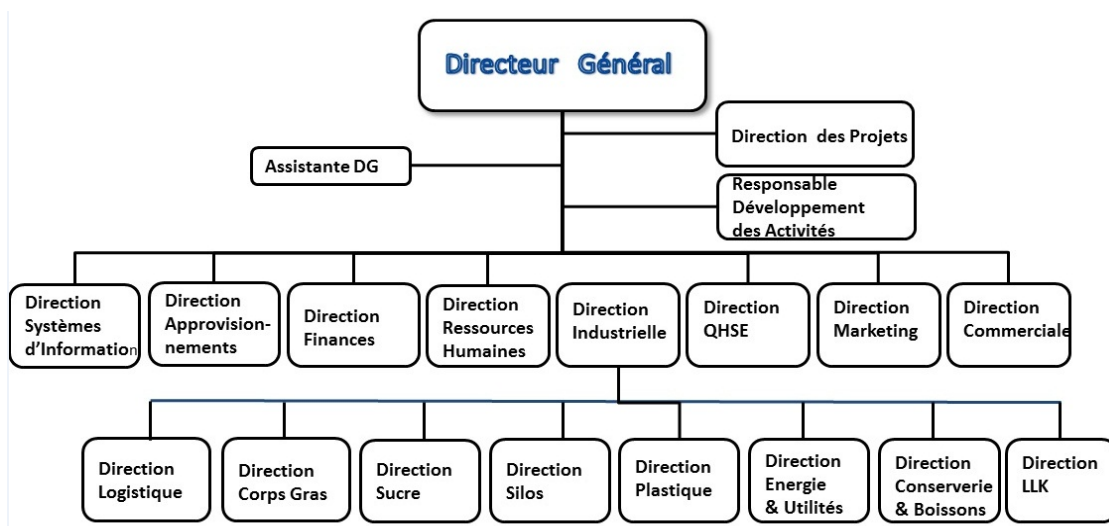 Directeur Général
Direction des Projets
Assistante DG
Responsable
Développement
des Activités
Direction
Systèmes
d'Information
Direction
Approvision-
nements
Direction
Finances
Direction
Ressources
Humaines
Direction
Industrielle
Direction
QHSE
Direction
Marketing
Direction
Commerciale
Direction
Logistique
Direction
Corps Gras
Direction
Sucre
Direction
Silos
Direction
Plastique
Direction
Energie
& Utilités
Direction
Conserverie
& Boissons
Direction
LLK